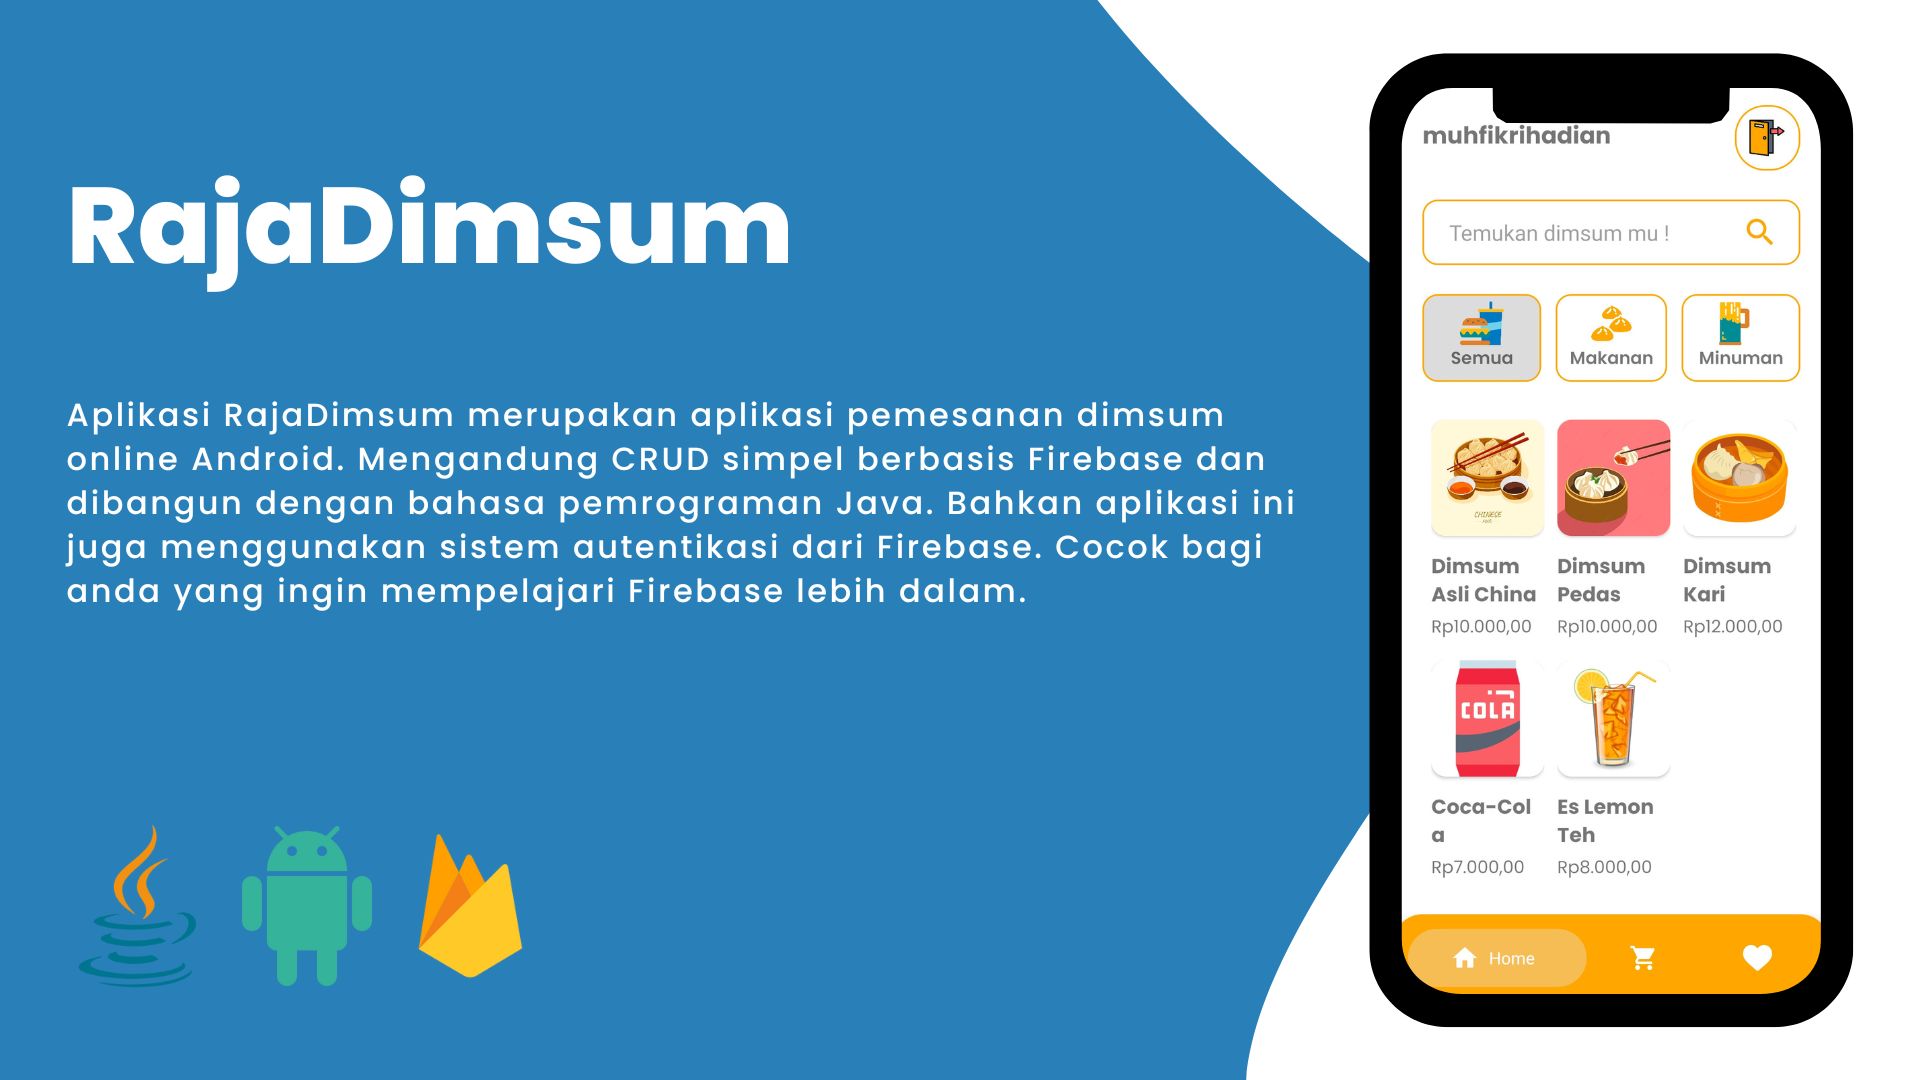 RajaDimsum
Aplikasi RajaDimsum merupakan aplikasi pemesanan dimsum
online Android. Mengandung CRUD simpel berbasis Firebase dan
dibangun dengan bahasa pemrograman Java. Bahkan aplikasi ini
juga menggunakan sistem autentikasi dari Firebase. Cocok bagi
anda yang ingin mempelajari Firebase lebih dalam.
muhfikrihadian
Temukan dimsum mu !
Semua
Makanan
Minuman
CHINESE
Dimsum
Asli China
Rp10.000,00
Dimsum
Pedas
Rp10.000,00
Dimsum
Kari
Rp12.000,00
COLA
Coca-Col
a
Rp7.000,00
Es Lemon
Teh
Rp8.000,00
Home